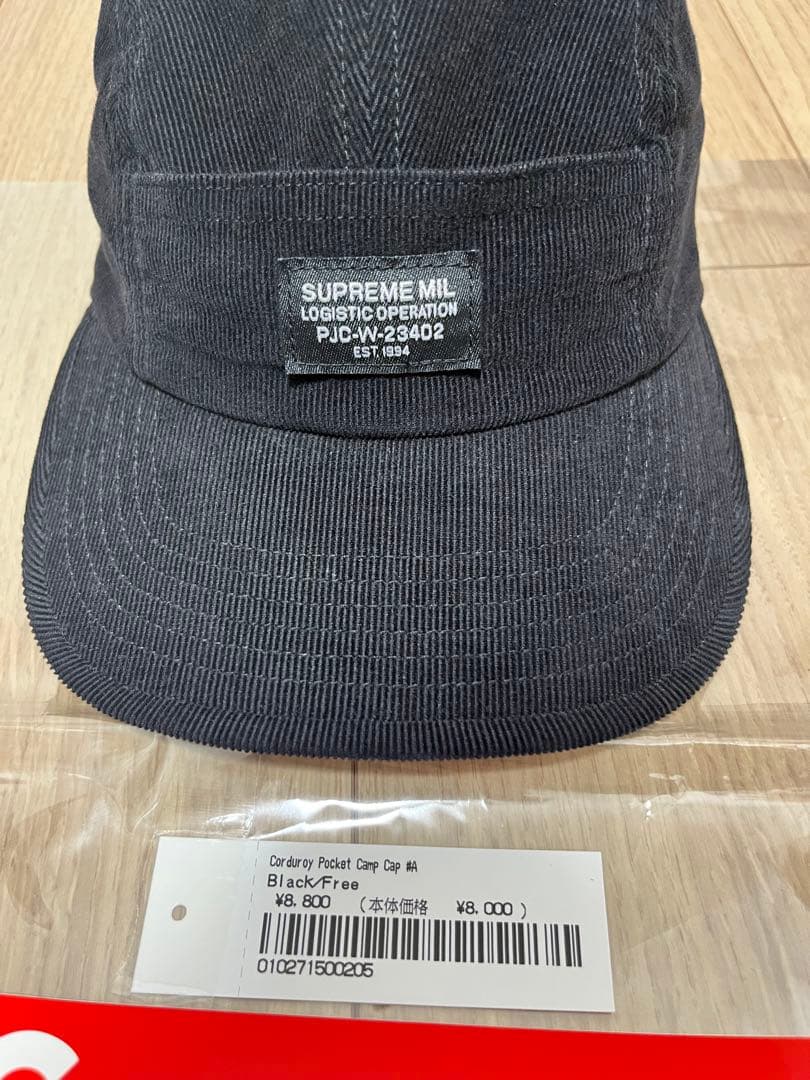 SUPREME MIL
LOGISTIC OPERATION
PJC-W-23402
EST. 1994
Corduroy Pocket Camp Cap #A
Black/Free
¥8,800 (本体価格 ¥8,000 )
010271500205